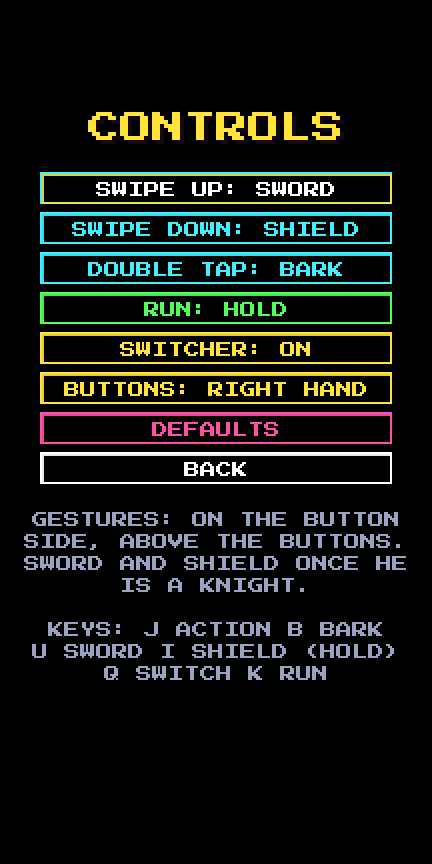 CONTROLS
SWIPE UP: SWORD
SWIPE DOWN: SHIELD
DOUBLE TAP: BARK
RUN: HOLD
SWITCHER: ON
BUTTONS: RIGHT HAND
DEFAULTS
BACK
GESTURES: ON THE BUTTON
SIDE, ABOVE THE BUTTONS.
SWORD AND SHIELD ONCE HE
IS A KNIGHT.
KEYS: J ACTION B BARK
U SWORD I SHIELD (HOLD)
Q SWITCH K RUN